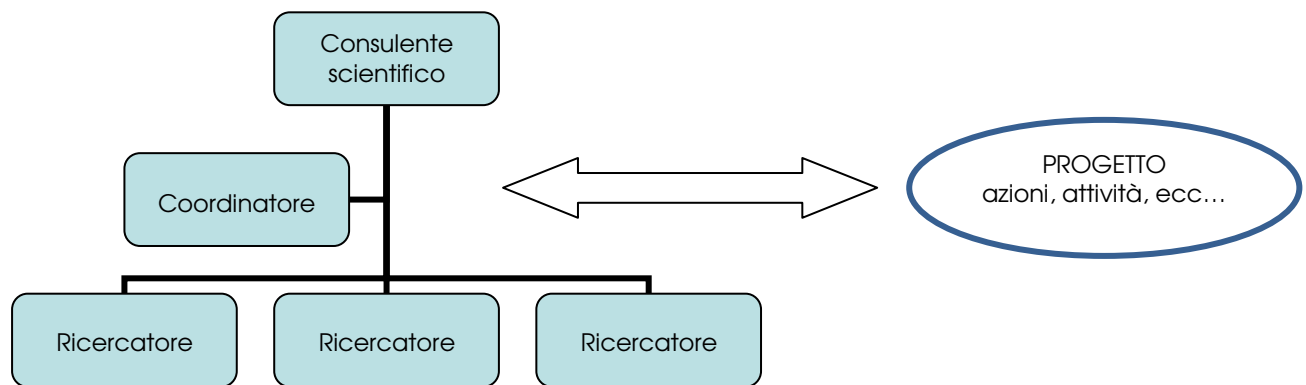 Consulente
scientifico
Coordinatore
PROGETTO
azioni, attività, ecc...
Ricercatore
Ricercatore
Ricercatore